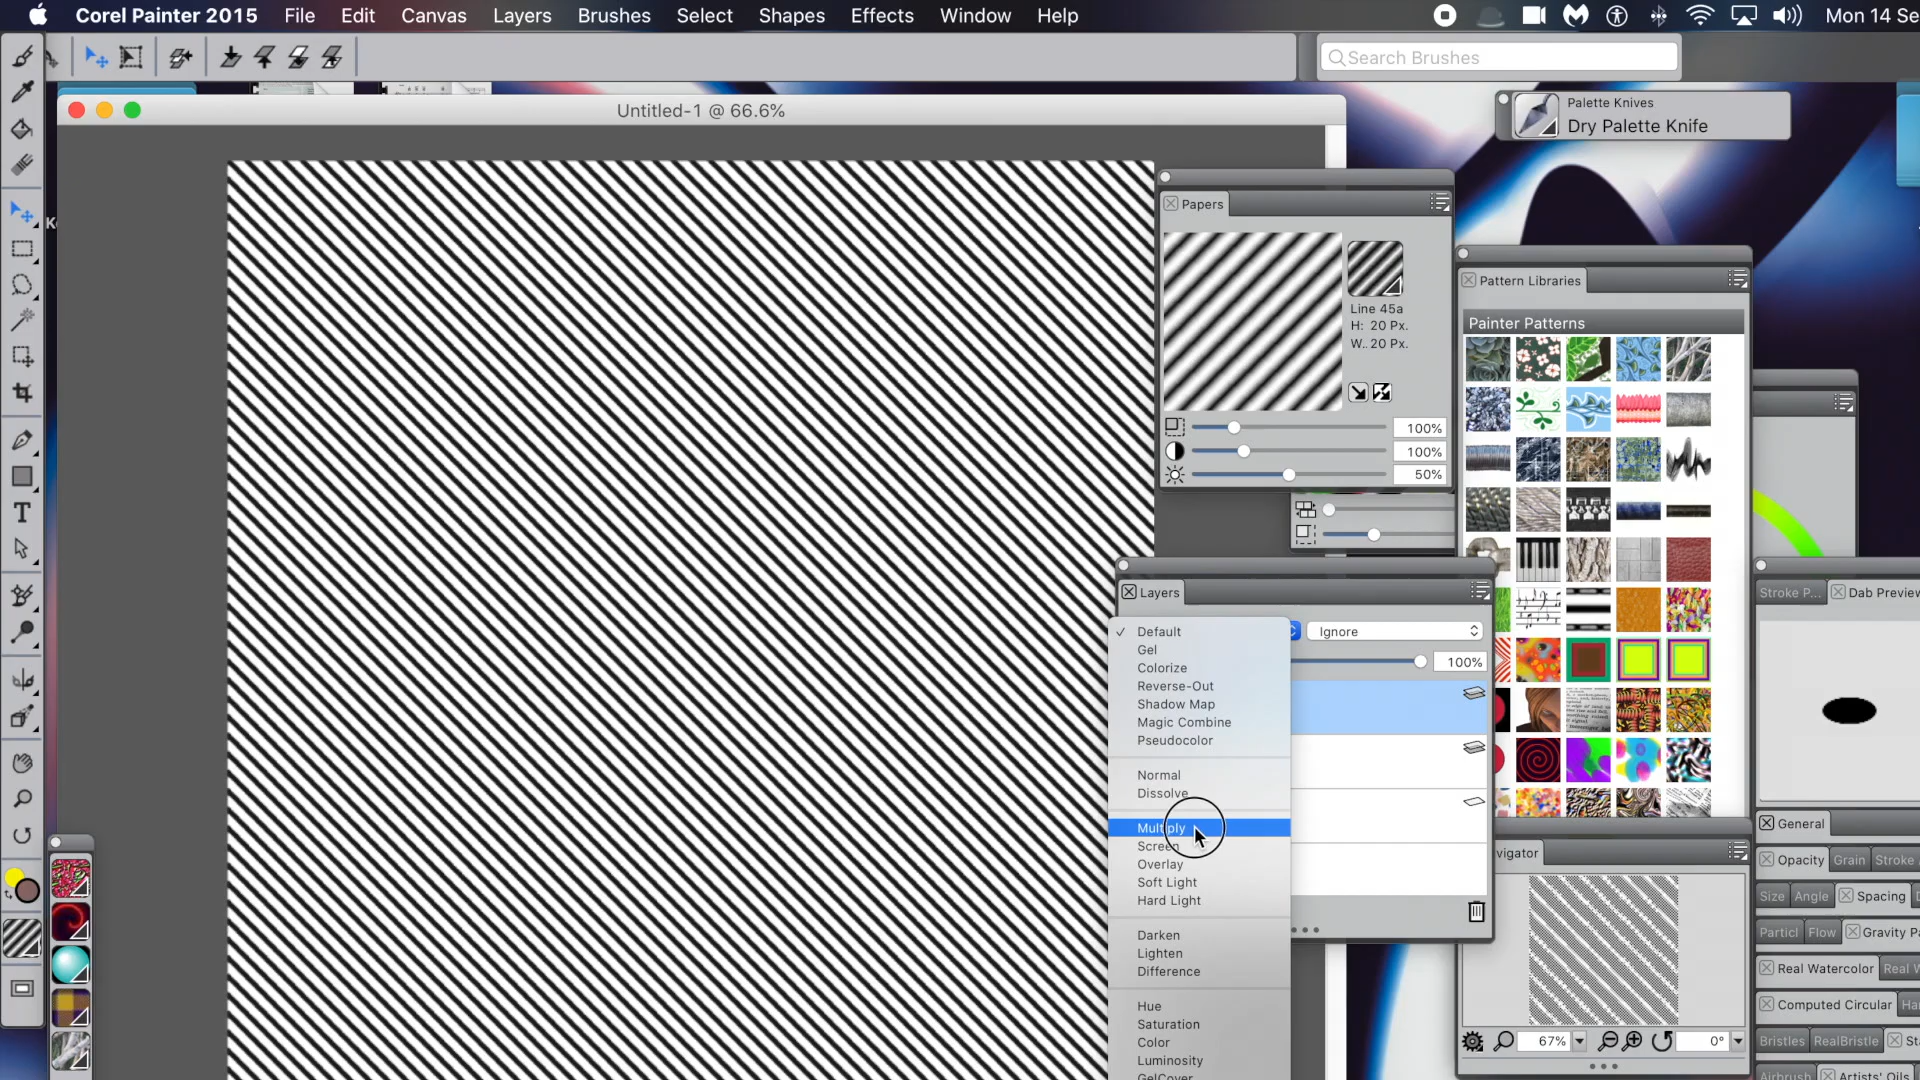 Corel Painter 2015 File Edit Canvas Layers Brushes Select Shapes Effects Window Help Mon 14 Se
Search Brushes
Untitled-1 @ 66.6%
Palette Knives
Dry Palette Knife
Papers
Line 45a
H: 20 Px.
W.. 20 Px.
100%
100%
50%
Pattern Libraries
Painter Patterns
Layers
Default
Gel
Colorize
Reverse-Out
Shadow Map
Magic Combine
Pseudocolor
Normal
Dissolve
Multiply
Screen
Overlay
Soft Light
Hard Light
Darken
Lighten
Difference
Hue
Saturation
Color
Luminosity
GelCover
Ignore
100%
vigator
67% 0°
Stroke P... Dab Preview
General
Opacity Grain Stroke
Size Angle Spacing
Particl Flow Gravity Pa
Real Watercolor Real W
Computed Circular Ha
Bristles RealBristle St
Airbrush Artists' Oils